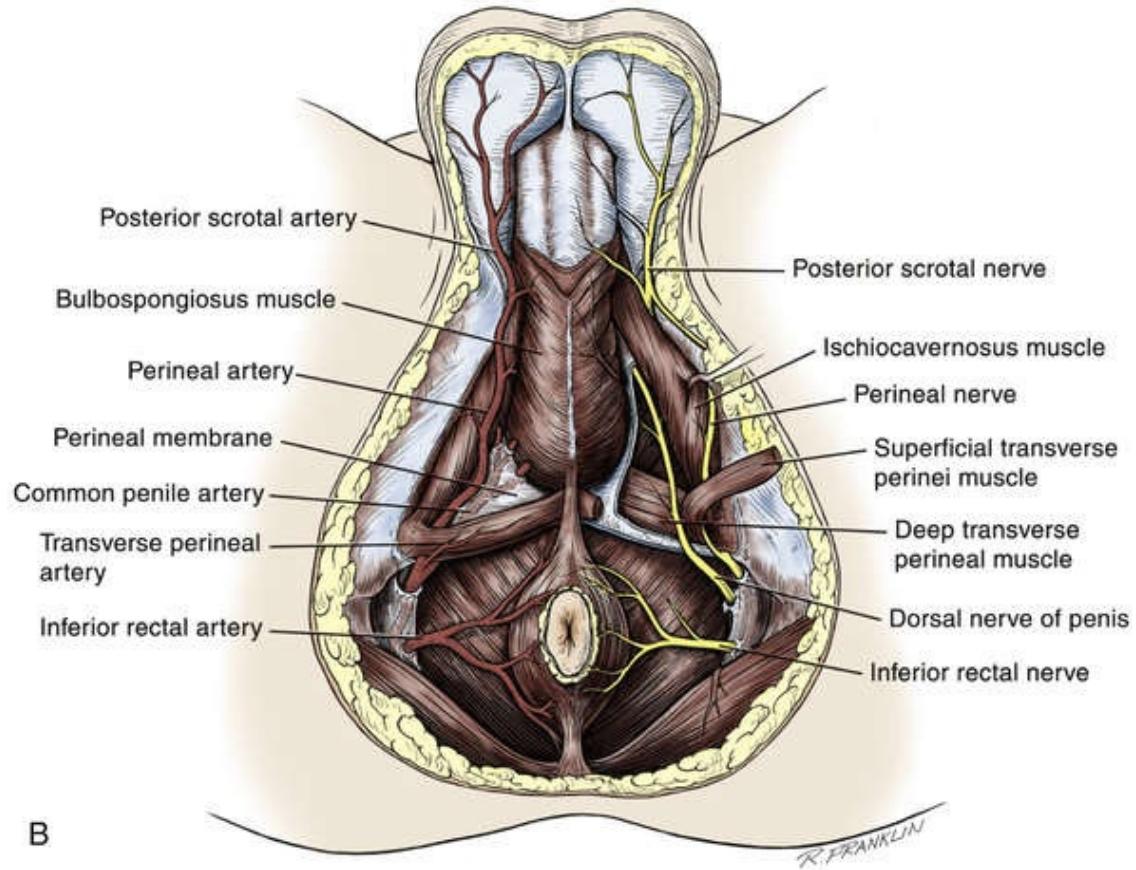 Posterior scrotal artery
Bulbospongiosus muscle
Perineal artery
Perineal membrane
Common penile artery
Transverse perineal
artery
Inferior rectal artery
Posterior scrotal nerve
Ischiocavernosus muscle
Perineal nerve
Superficial transverse
perinei muscle
Deep transverse
perineal muscle
Dorsal nerve of penis
Inferior rectal nerve
B
R. FRANKLIN